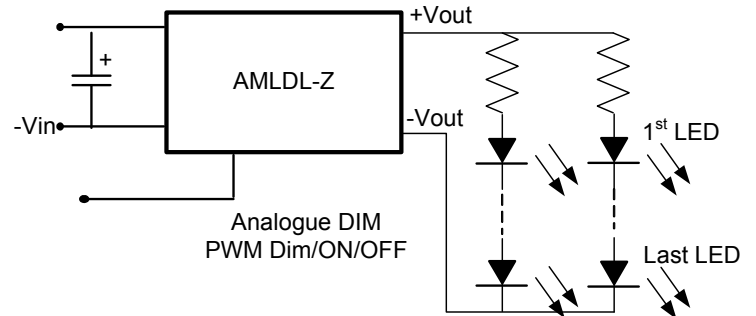 +Vout
+
AMLDL-Z
-Vout
-Vin
1st LED
Analogue DIM
PWM Dim/ON/OFF
Last LED